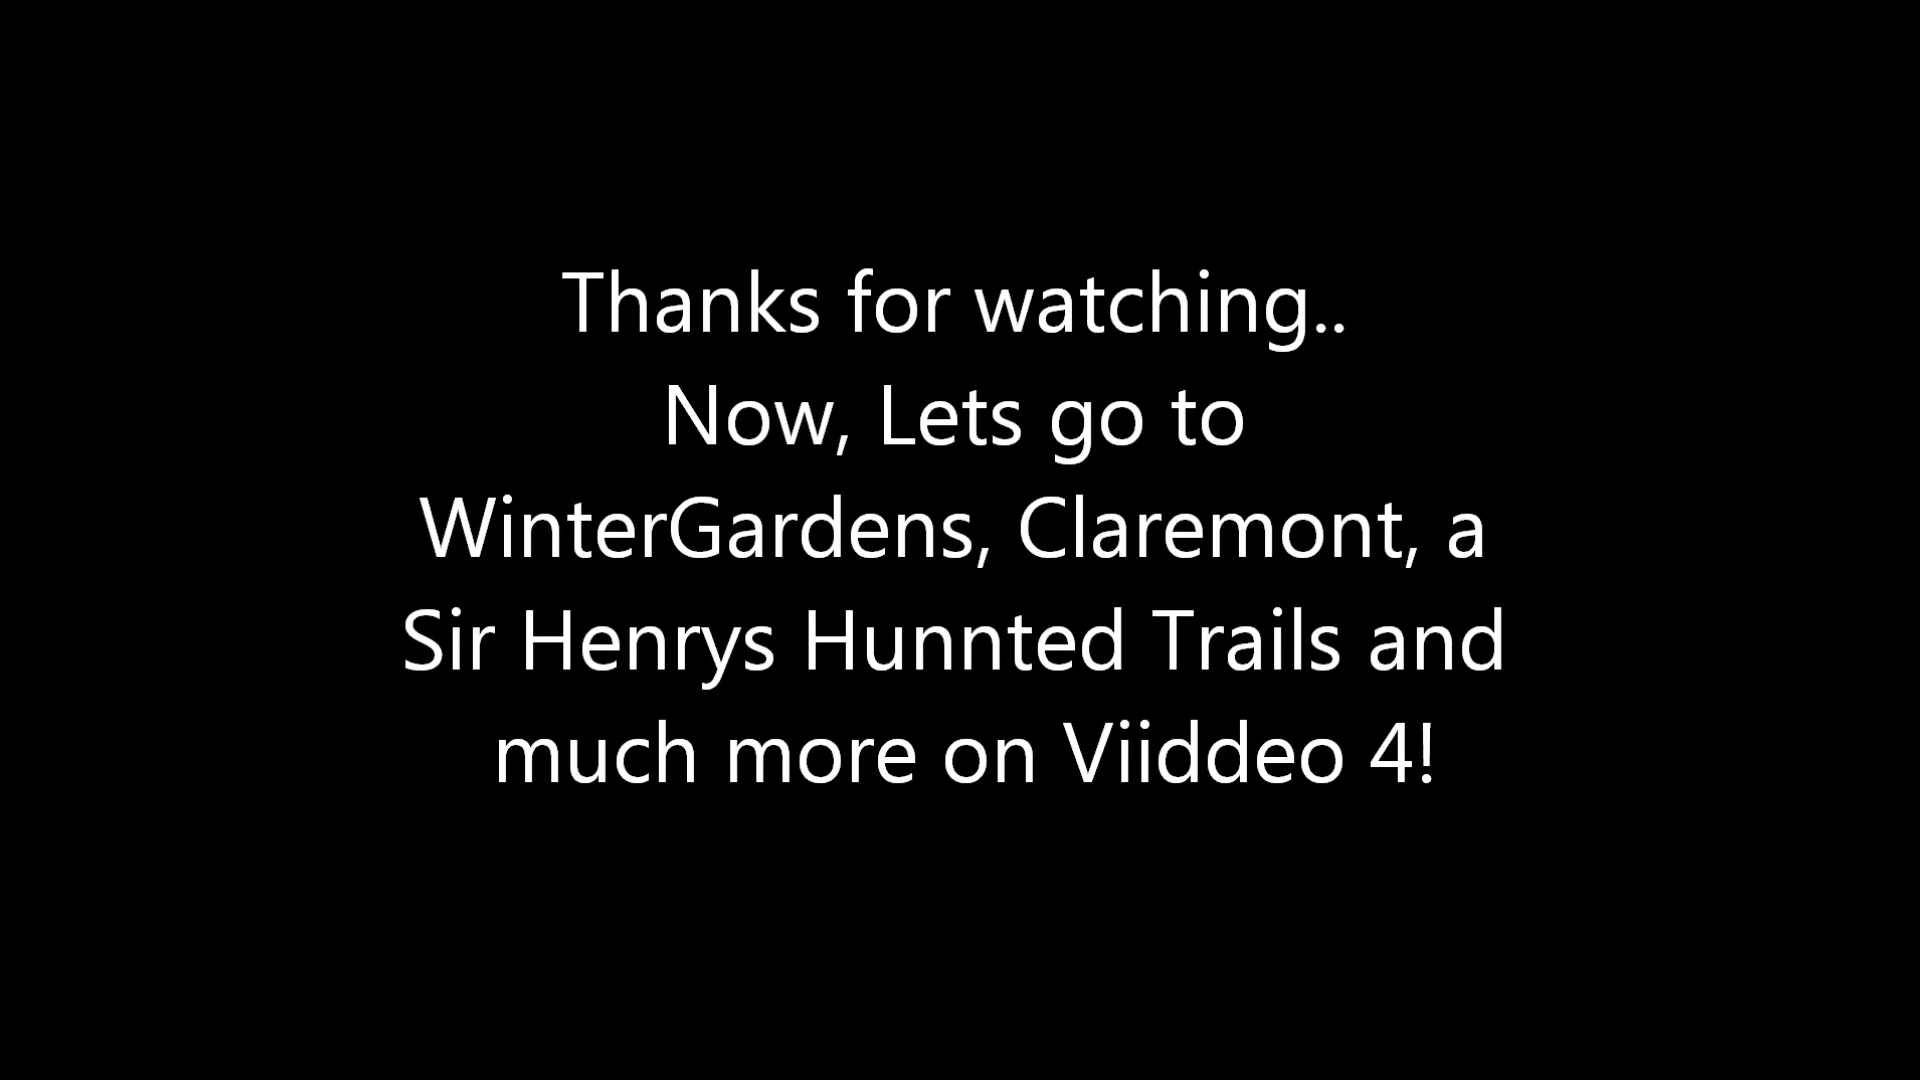 Thanks for watching..
Now, Lets go to
WinterGardens, Claremont, a
Sir Henrys Hunnted Trails and
much more on Viiddeo 4!